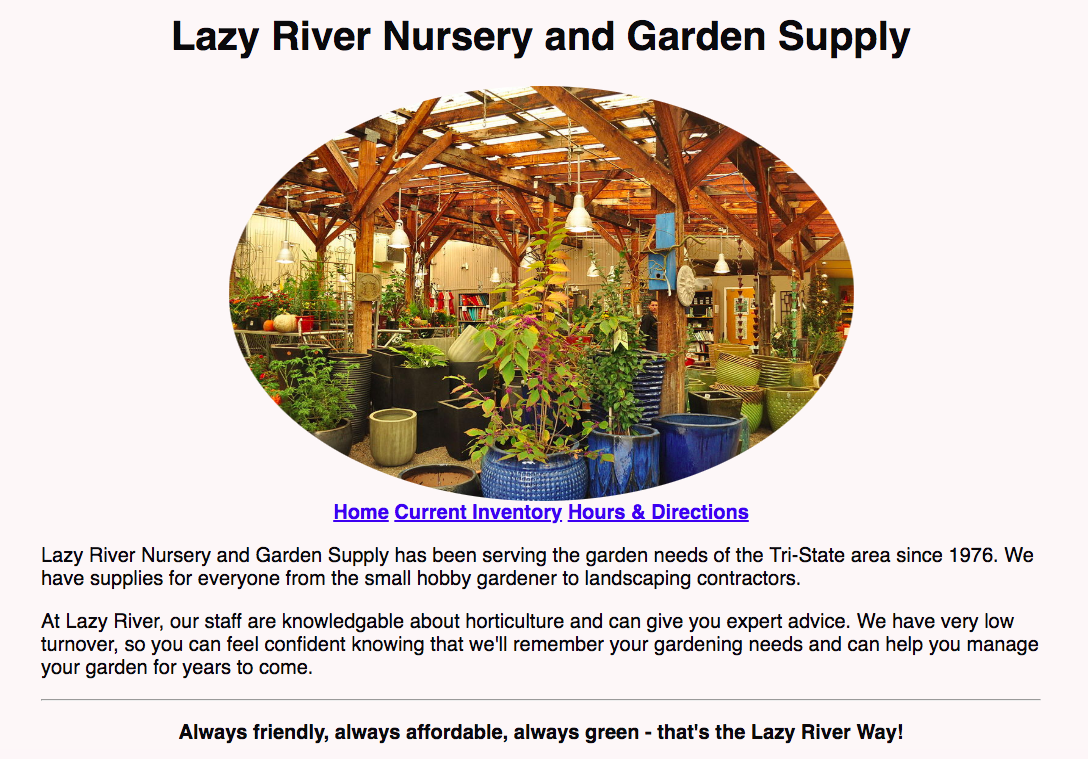 Lazy River Nursery and Garden Supply
Home Current Inventory Hours & Directions
Lazy River Nursery and Garden Supply has been serving the garden needs of the Tri-State area since 1976. We
have supplies for everyone from the small hobby gardener to landscaping contractors.
At Lazy River, our staff are knowledgable about horticulture and can give you expert advice. We have very low
turnover, so you can feel confident knowing that we'll remember your gardening needs and can help you manage
your garden for years to come.
Always friendly, always affordable, always green - that's the Lazy River Way!